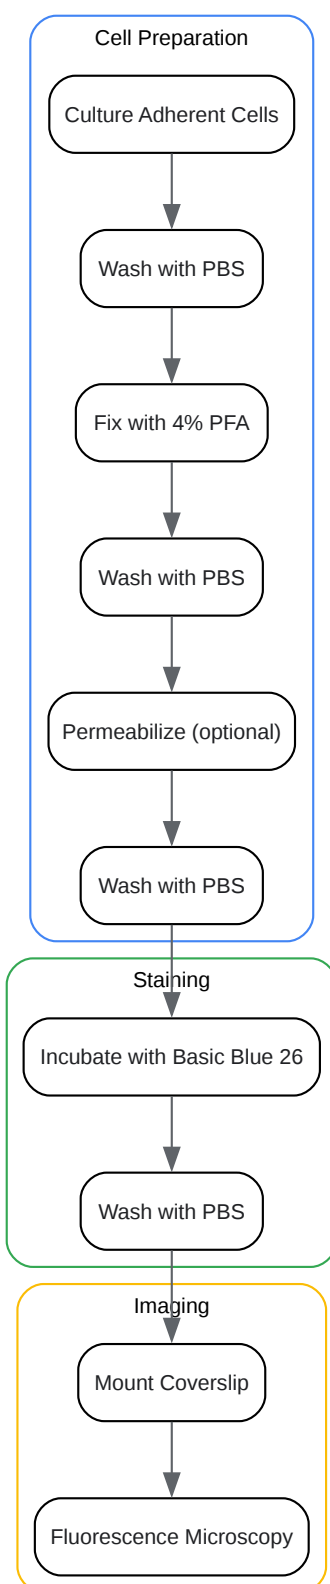 Cell Preparation
Culture Adherent Cells
Wash with PBS
Fix with 4% PFA
Wash with PBS
Permeabilize (optional)
Wash with PBS
Staining
Incubate with Basic Blue 26
Wash with PBS
Imaging
Mount Coverslip
Fluorescence Microscopy